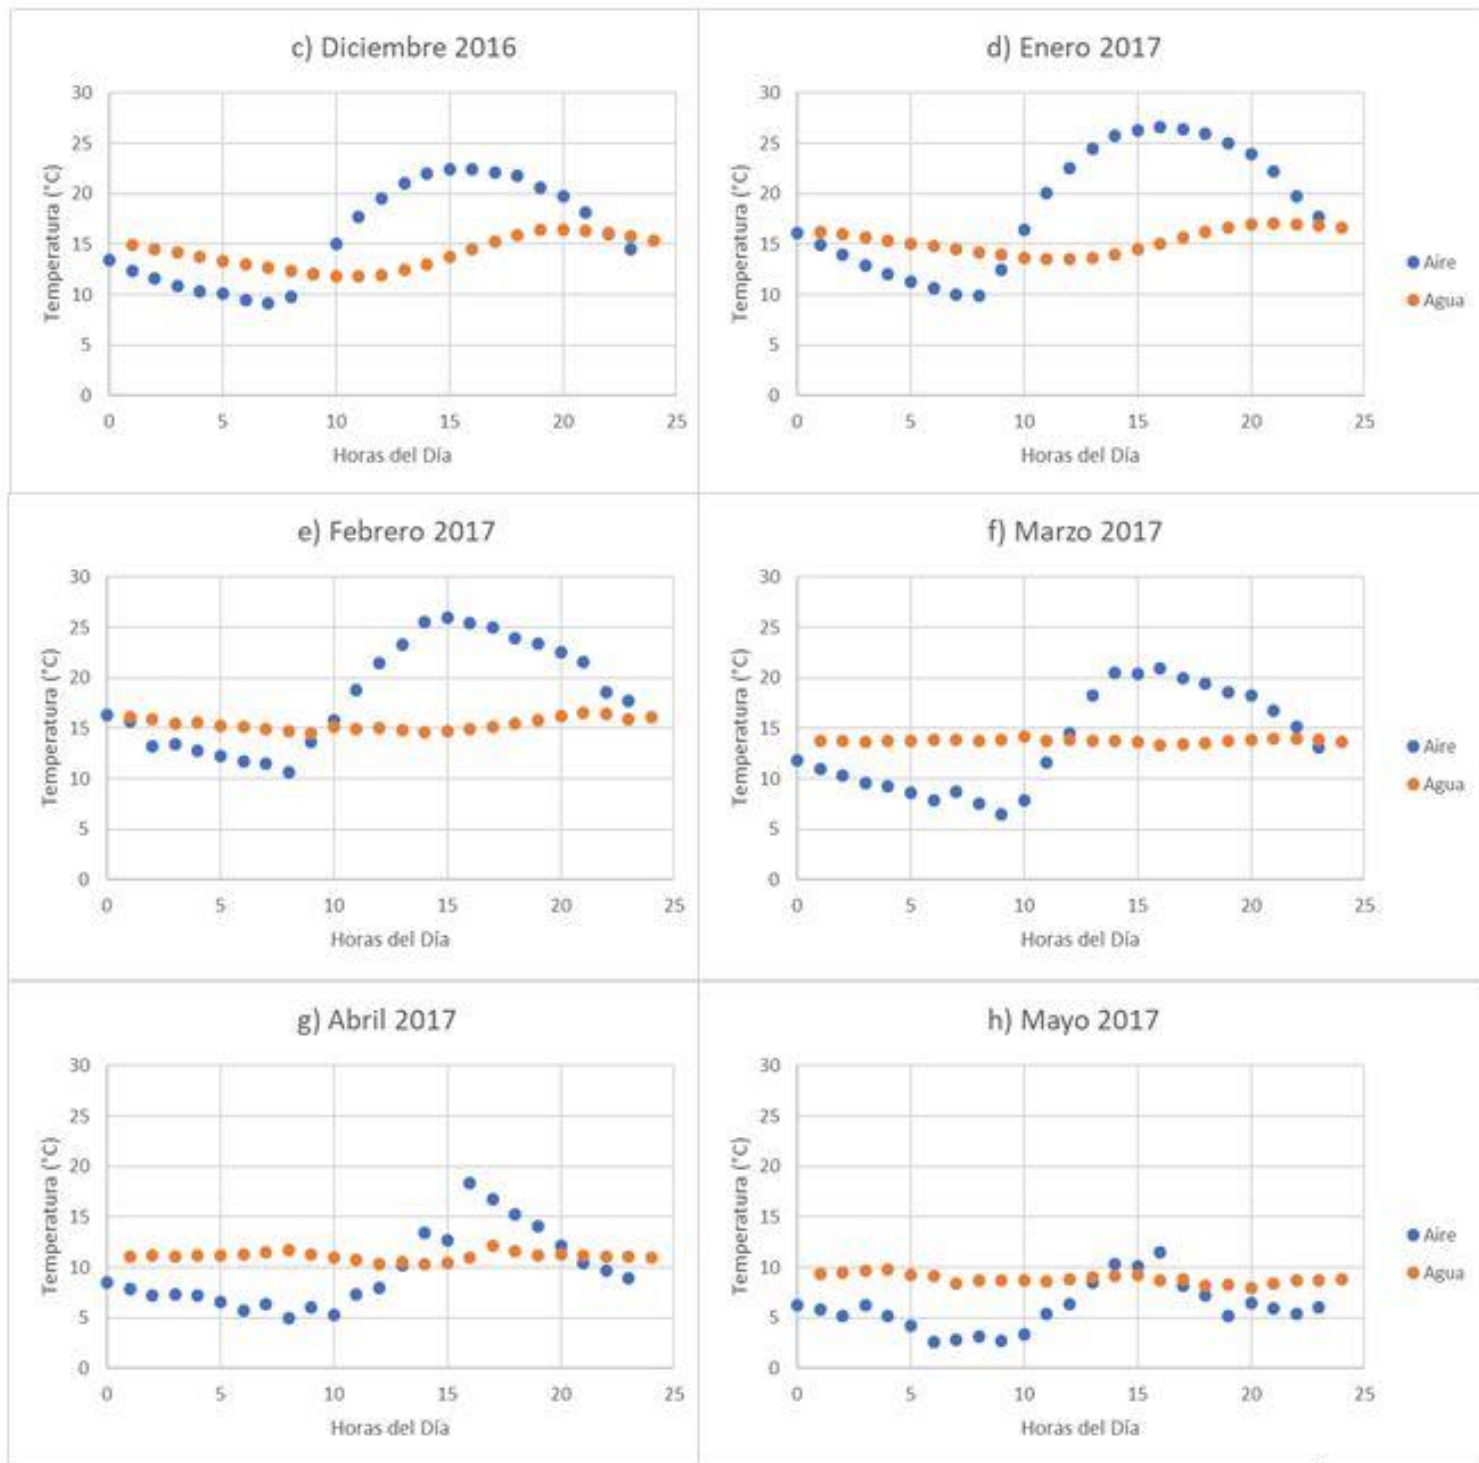 c) Diciembre 2016
30
25
20
15
10
5
0
Temperatura (°C)
0 5 10 15 20 25
Horas del Día
d) Enero 2017
30
25
20
15
10
5
0
Temperatura (°C)
0 5 10 15 20 25
Horas del Día
Aire
Agua
e) Febrero 2017
30
25
20
15
10
5
0
Temperatura (°C)
0 5 10 15 20 25
Horas del Día
f) Marzo 2017
30
25
20
15
10
5
0
Temperatura (°C)
0 5 10 15 20 25
Horas del Día
Aire
Agua
g) Abril 2017
30
25
20
15
10
5
0
Temperatura (°C)
0 5 10 15 20 25
Horas del Día
h) Mayo 2017
30
25
20
15
10
5
0
Temperatura (°C)
0 5 10 15 20 25
Horas del Día
Aire
Agua